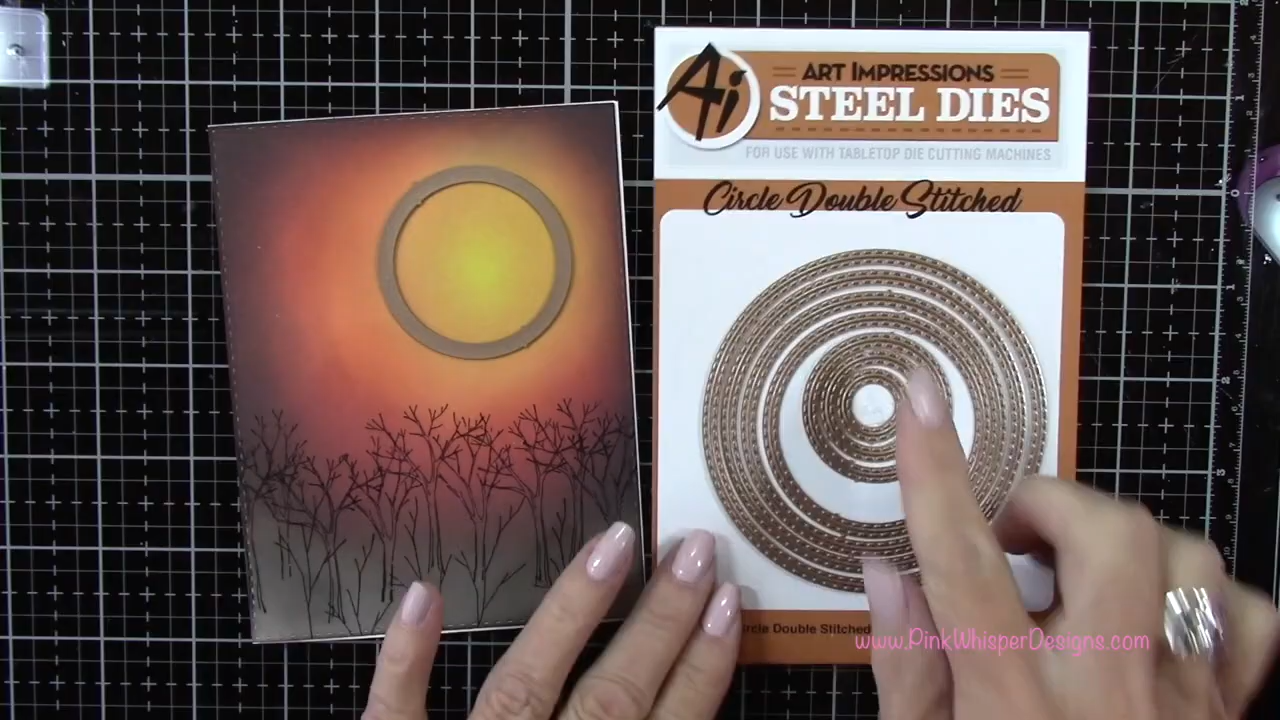 Ai
ART IMPRESSIONS
STEEL DIES
FOR USE WITH TABLETOP DIE CUTTING MACHINES
Circle Double Stitched
Circle Double Stitched
www.PinkWhisperDesigns.com